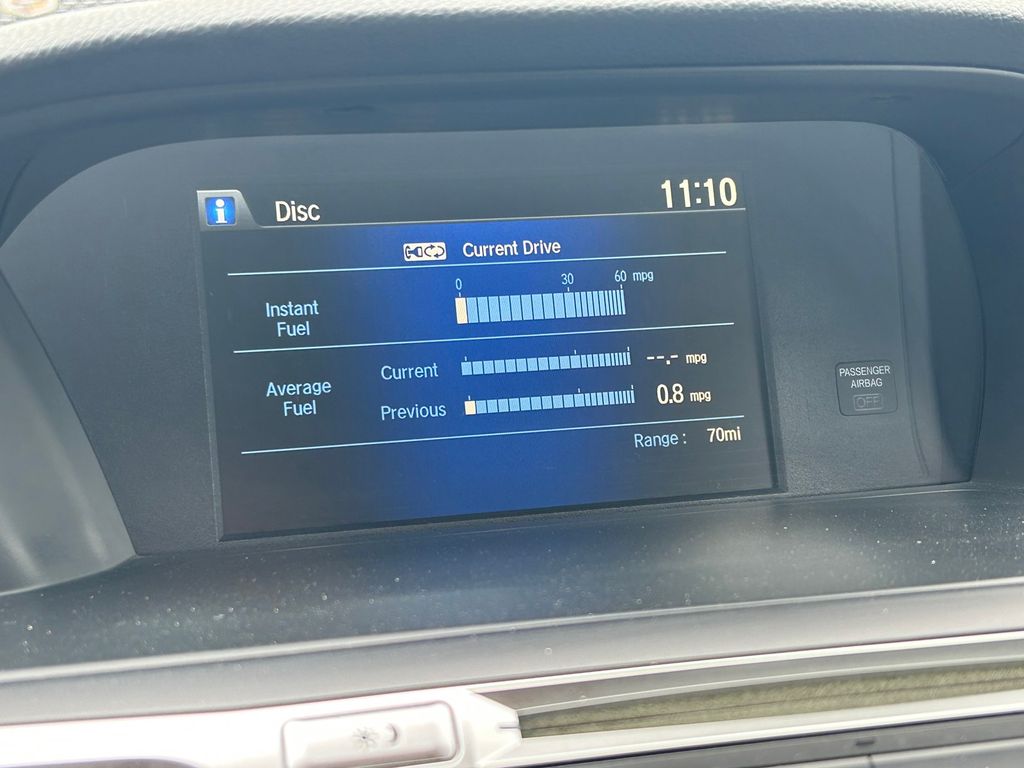 i Disc 11:10
Current Drive
0 30 60 mpg
Instant
Fuel
Average
Fuel
Current --.- mpg
Previous 0.8 mpg
Range : 70mi
PASSENGER
AIRBAG
OFF